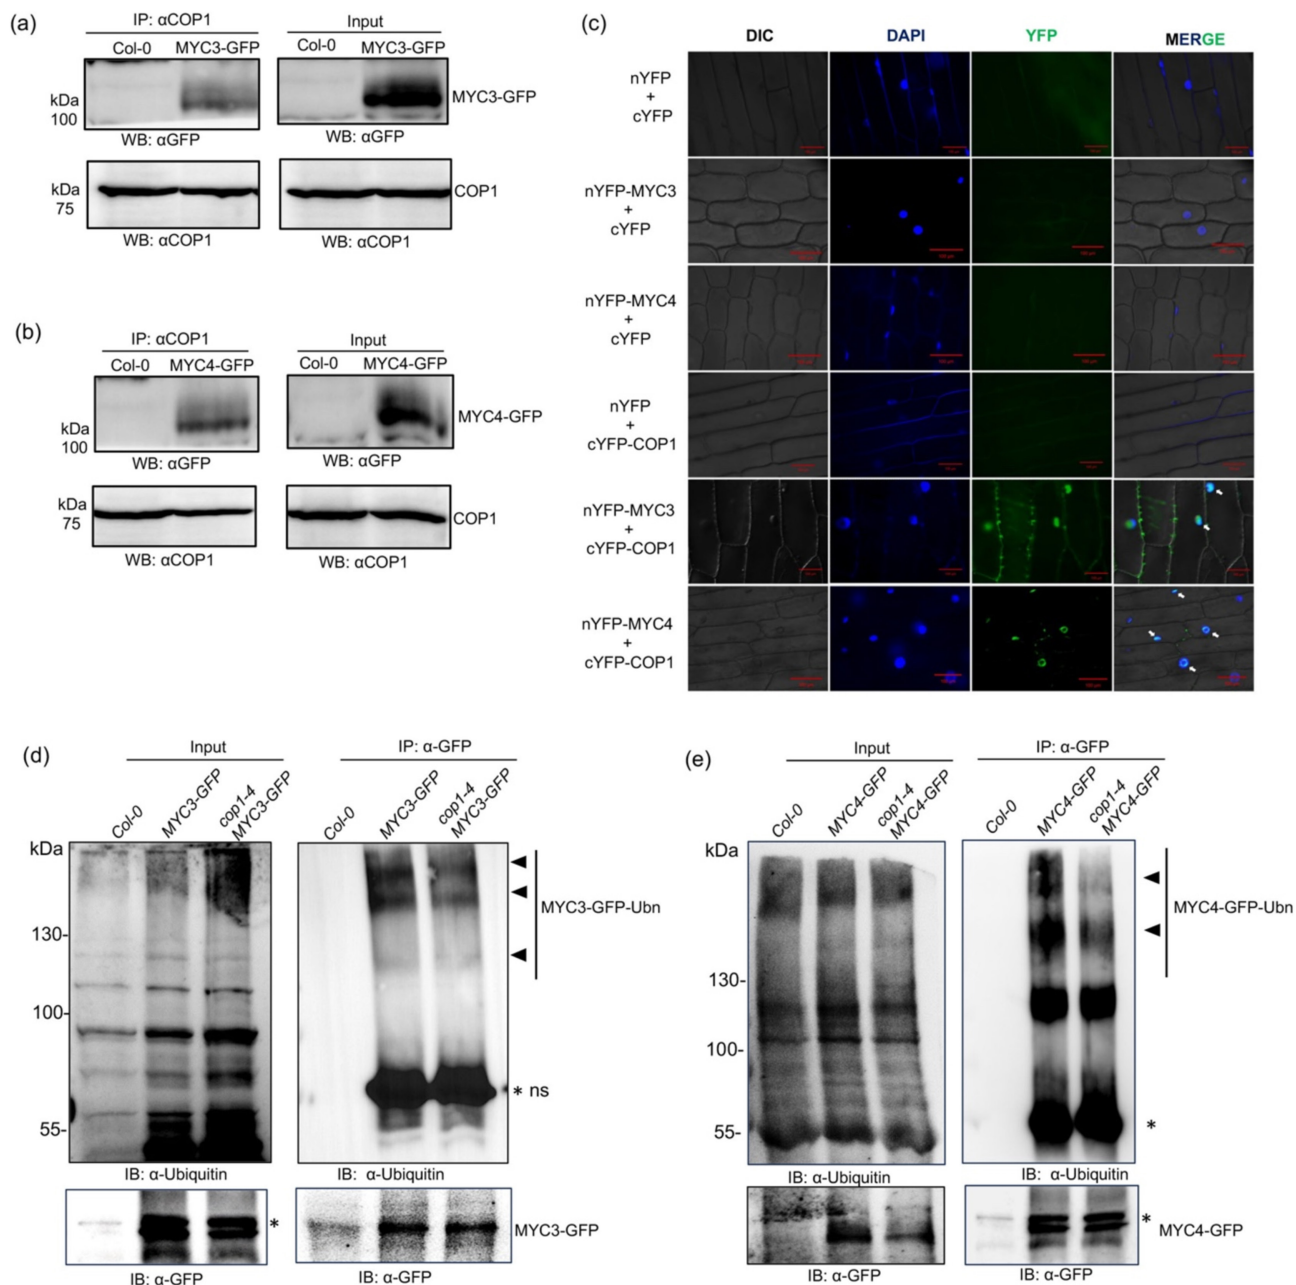 (a)
IP: αCOP1
Input
Col-0 MYC3-GFP
Col-0 MYC3-GFP
kDa
100
MYC3-GFP
WB: αGFP
WB: αGFP
kDa
75
COP1
WB: αCOP1
WB: αCOP1
(b)
IP: αCOP1
Input
Col-0 MYC4-GFP
Col-0 MYC4-GFP
kDa
100
MYC4-GFP
WB: αGFP
WB: αGFP
kDa
75
COP1
WB: αCOP1
WB: αCOP1
(c)
DIC DAPI YFP MERGE
nYFP
+
cYFP
nYFP-MYC3
+
cYFP
nYFP-MYC4
+
cYFP
nYFP
+
cYFP-COP1
nYFP-MYC3
+
cYFP-COP1
nYFP-MYC4
+
cYFP-COP1
(d)
Input
IP: α-GFP
Col-0
MYC3-GFP
cop1-4
MYC3-GFP
Col-0
MYC3-GFP
cop1-4
MYC3-GFP
kDa
130-
100-
55-
MYC3-GFP-Ubn
* ns
IB: α-Ubiquitin
IB: α-Ubiquitin
*
MYC3-GFP
IB: α-GFP
IB: α-GFP
(e)
Input
IP: α-GFP
Col-0
MYC4-GFP
cop1-4
MYC4-GFP
Col-0
MYC4-GFP
cop1-4
MYC4-GFP
kDa
130-
100-
55-
MYC4-GFP-Ubn
*
IB: α-Ubiquitin
IB: α-Ubiquitin
*
MYC4-GFP
IB: α-GFP
IB: α-GFP